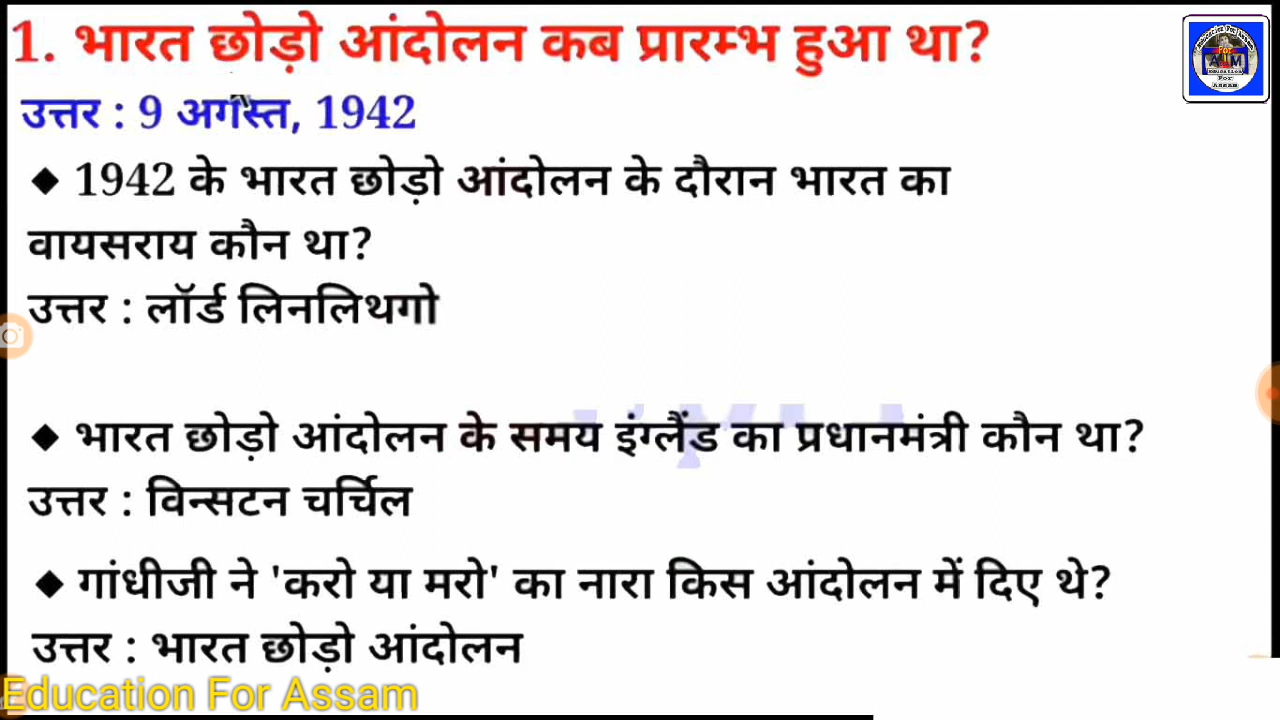 1. भारत छोड़ो आंदोलन कब प्रारम्भ हुआ था?
उत्तर : 9 अगस्त, 1942
◆ 1942 के भारत छोड़ो आंदोलन के दौरान भारत का
वायसराय कौन था?
उत्तर : लॉर्ड लिनलिथगो
◆ भारत छोड़ो आंदोलन के समय इंग्लैंड का प्रधानमंत्री कौन था?
उत्तर : विन्सटन चर्चिल
◆ गांधीजी ने 'करो या मरो' का नारा किस आंदोलन में दिए थे?
उत्तर : भारत छोड़ो आंदोलन
Education For Assam